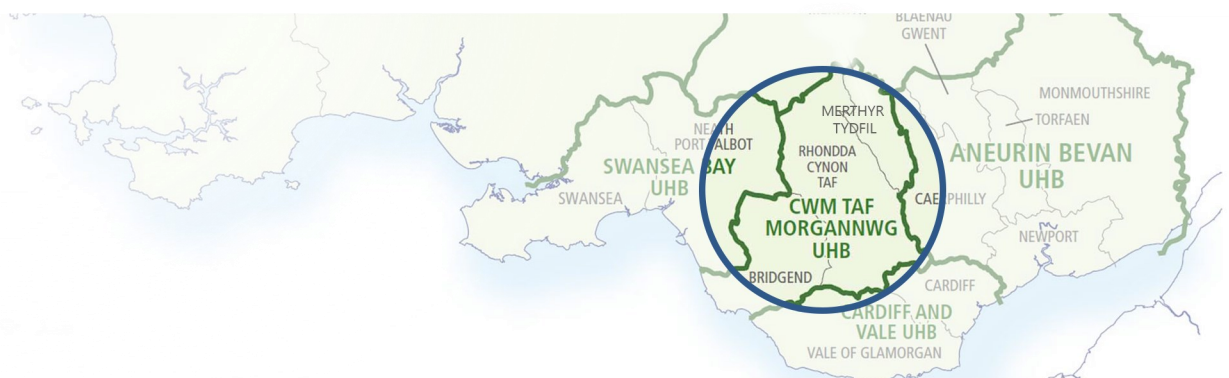 BLAENAU
GWENT
MONMOUTHSHIRE
TORFAEN
MERTHYR
TYDFIL
NEATH
PORT TALBOT
RHONDDA
CYNON
TAF
ANEURIN BEVAN
UHB
SWANSEA BAY
UHB
SWANSEA
CAERPHILLY
CWM TAF
MORGANNWG
UHB
NEWPORT
BRIDGEND
CARDIFF
CARDIFF AND
VALE UHB
VALE OF GLAMORGAN